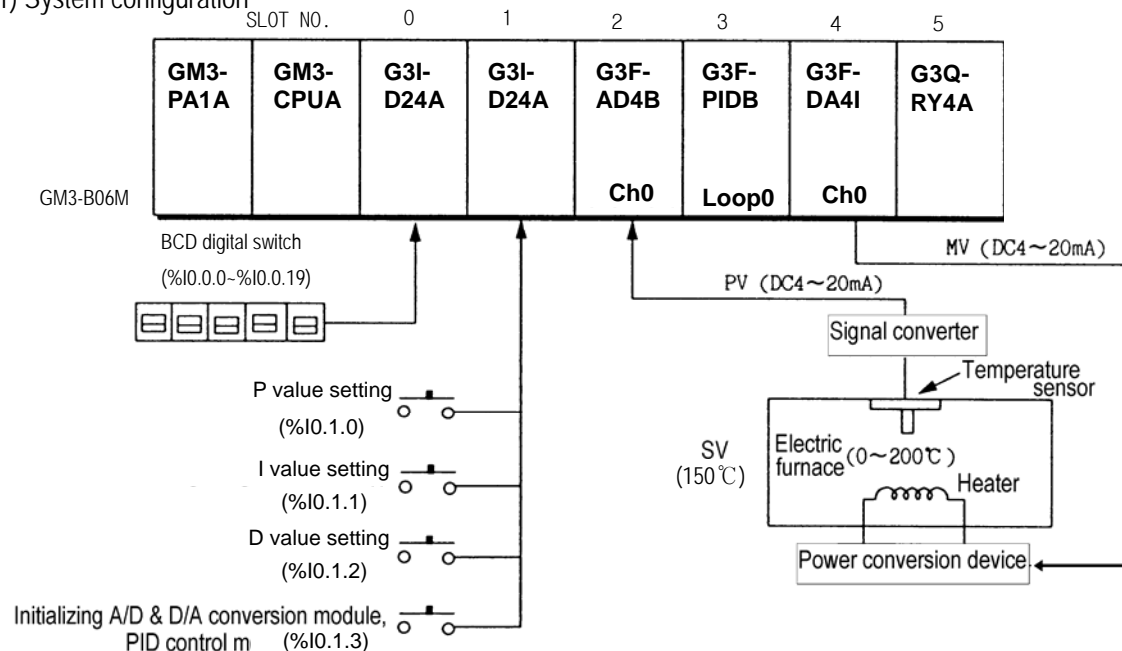 1) System configuration
SLOT NO. 0 1 2 3 4 5
GM3-PA1A
GM3-CPUA
G3I-D24A
G3I-D24A
G3F-AD4B
G3F-PIDB
G3F-DA4I
G3Q-RY4A
GM3-B06M
Ch0
Loop0
Ch0
BCD digital switch
(%I0.0.0~%I0.0.19)
MV (DC4~20mA)
PV (DC4~20mA)
Signal converter
Temperature
sensor
P value setting
(%I0.1.0)
SV
(150℃)
Electric
furnace
(0~200℃)
Heater
I value setting
(%I0.1.1)
D value setting
(%I0.1.2)
Power conversion device
Initializing A/D & D/A conversion module,
PID control m (%I0.1.3)